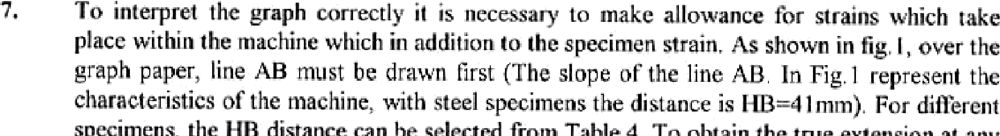 7. To interpret the graph correctly it is necessary to make allowance for strains which take
place within the machine which in addition to the specimen strain. As shown in fig. 1, over the
graph paper, line AB must be drawn first (The slope of the line AB. In Fig.1 represent the
characteristics of the machine, with steel specimens the distance is HB=41mm). For different
specimens, the HB distance can be selected from Table 4. To obtain the true extension at any